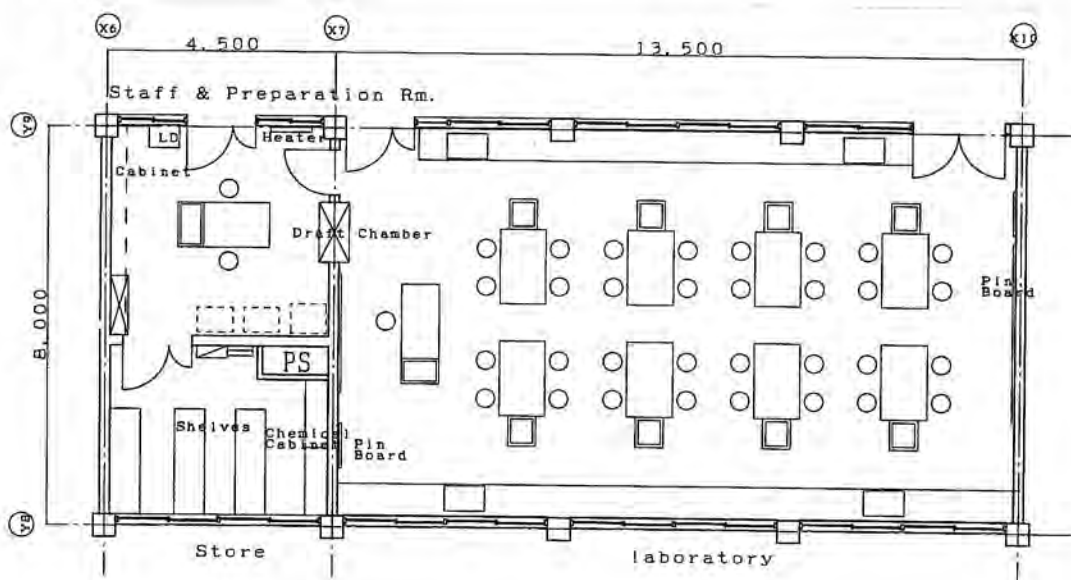 X6
X7
X10
4.500
13.500
Staff & Preparation Rm.
Y9
LD
Heater
Cabinet
Draft Chamber
Pin
Board
8.000
PS
Shelves
Chemical
Cabinet
Pin
Board
Y8
Store
laboratory